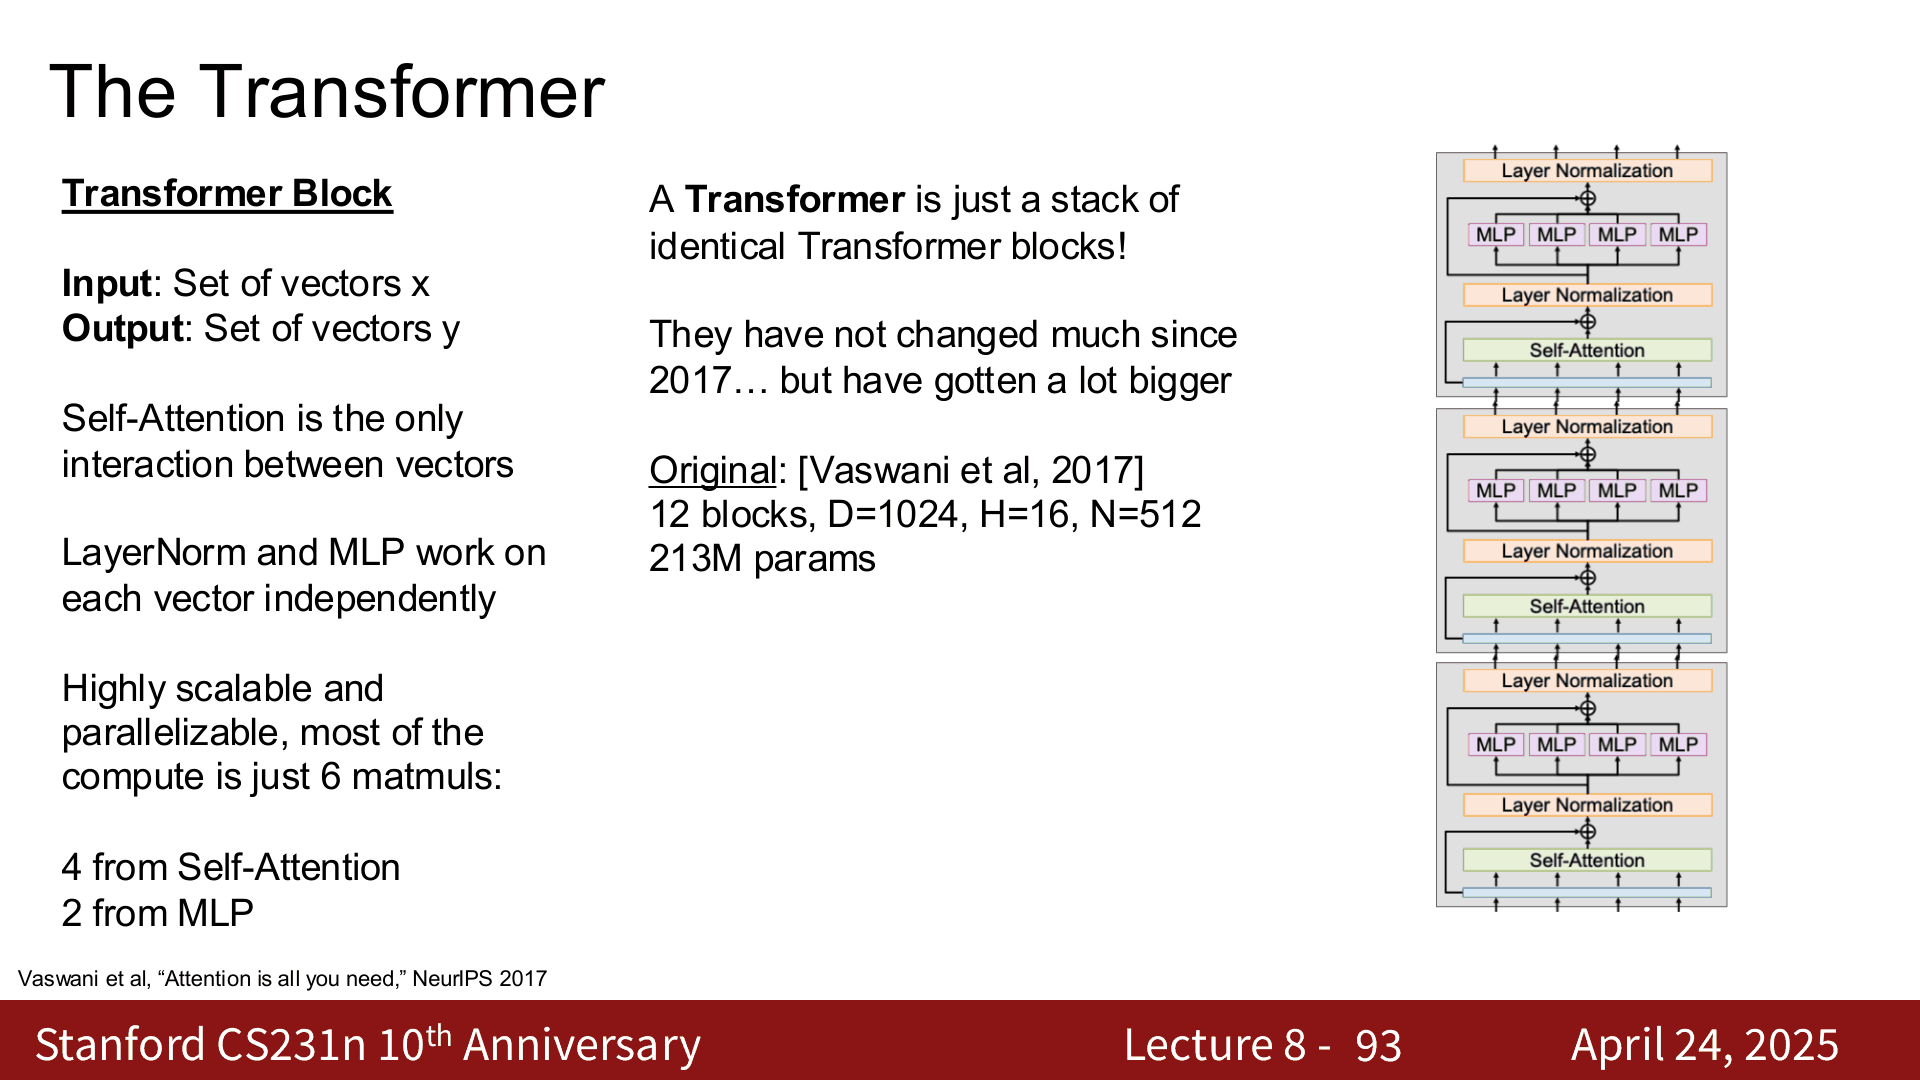 The Transformer
Transformer Block
Input: Set of vectors x
Output: Set of vectors y
Self-Attention is the only
interaction between vectors
LayerNorm and MLP work on
each vector independently
Highly scalable and
parallelizable, most of the
compute is just 6 matmuls:
4 from Self-Attention
2 from MLP
A Transformer is just a stack of
identical Transformer blocks!
They have not changed much since
2017… but have gotten a lot bigger
Original: [Vaswani et al, 2017]
12 blocks, D=1024, H=16, N=512
213M params
Layer Normalization
MLP MLP MLP MLP
Layer Normalization
Self-Attention
Layer Normalization
MLP MLP MLP MLP
Layer Normalization
Self-Attention
Layer Normalization
MLP MLP MLP MLP
Layer Normalization
Self-Attention
Vaswani et al, “Attention is all you need,” NeurIPS 2017
Stanford CS231n 10th Anniversary
Lecture 8 - 93
April 24, 2025